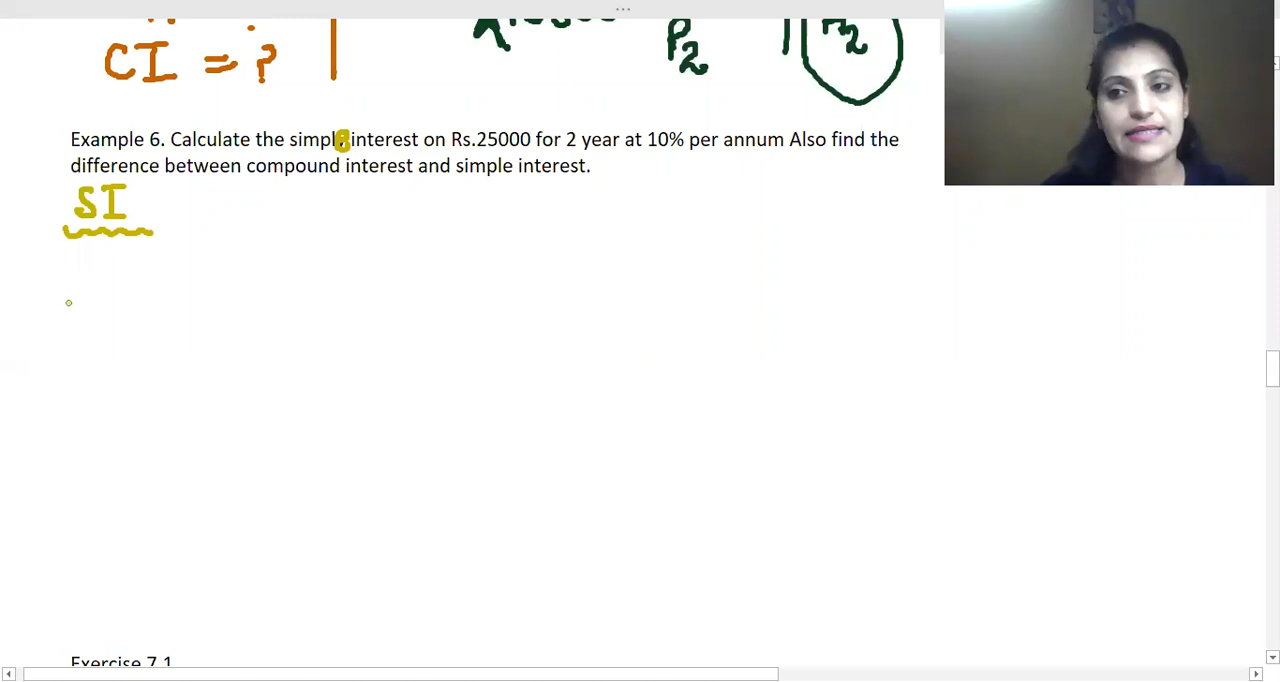 CI = ?
P2
Example 6. Calculate the simple interest on Rs.25000 for 2 year at 10% per annum Also find the
difference between compound interest and simple interest.
SI
Exercise 7.1